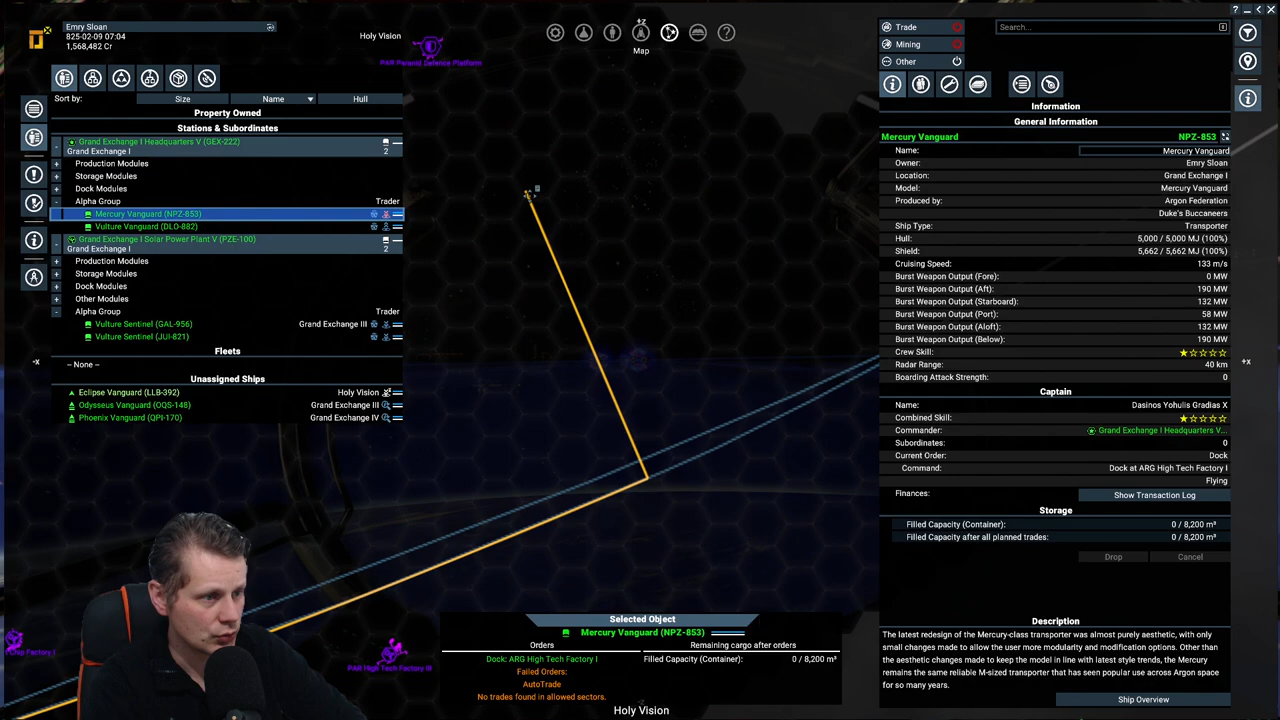 Emry Sloan
825-02-09 07:04
1,568,482 Cr
Holy Vision
Sort by:
Size
Name
Hull
Property Owned
Stations & Subordinates
Grand Exchange I Headquarters V (GEX-222)
Grand Exchange I
2
Production Modules
Storage Modules
Dock Modules
Alpha Group
Trader
Mercury Vanguard (NPZ-853)
Vulture Vanguard (DLO-882)
Grand Exchange I Solar Power Plant V (PZE-100)
Grand Exchange I
2
Production Modules
Storage Modules
Dock Modules
Other Modules
Alpha Group
Trader
Vulture Sentinel (GAL-956)
Grand Exchange III
Vulture Sentinel (JUI-821)
Fleets
-- None --
Unassigned Ships
Eclipse Vanguard (LLB-392)
Holy Vision
Odysseus Vanguard (OQS-148)
Grand Exchange III
Phoenix Vanguard (QPI-170)
Grand Exchange IV
+Z
Map
PAR Paranid Defence Platform
-X
+X
Chip Factory I
PAR High Tech Factory III
Selected Object
Mercury Vanguard (NPZ-853)
Orders
Remaining cargo after orders
Dock: ARG High Tech Factory I
Filled Capacity (Container):
0 / 8,200 m³
Failed Orders:
AutoTrade
No trades found in allowed sectors.
Holy Vision
Trade
Mining
Other
Search...
Information
General Information
Mercury Vanguard
NPZ-853
Name:
Mercury Vanguard
Owner:
Emry Sloan
Location:
Grand Exchange I
Model:
Mercury Vanguard
Produced by:
Argon Federation
Duke's Buccaneers
Ship Type:
Transporter
Hull:
5,000 / 5,000 MJ (100%)
Shield:
5,662 / 5,662 MJ (100%)
Cruising Speed:
133 m/s
Burst Weapon Output (Fore):
0 MW
Burst Weapon Output (Aft):
190 MW
Burst Weapon Output (Starboard):
132 MW
Burst Weapon Output (Port):
58 MW
Burst Weapon Output (Aloft):
132 MW
Burst Weapon Output (Below):
190 MW
Crew Skill:
Radar Range:
40 km
Boarding Attack Strength:
0
Captain
Name:
Dasinos Yohulis Gradias X
Combined Skill:
Commander:
Grand Exchange I Headquarters V...
Subordinates:
0
Current Order:
Dock
Command:
Dock at ARG High Tech Factory I
Flying
Finances:
Show Transaction Log
Storage
Filled Capacity (Container):
0 / 8,200 m³
Filled Capacity after all planned trades:
0 / 8,200 m³
Drop
Cancel
Description
The latest redesign of the Mercury-class transporter was almost purely aesthetic, with only
small changes made to allow the user more modularity and modification options. Other
than the aesthetic changes made to keep the model in line with latest style trends, the Mercury
remains the same reliable M-sized transporter that has seen popular use across Argon space
for so many years.
Ship Overview